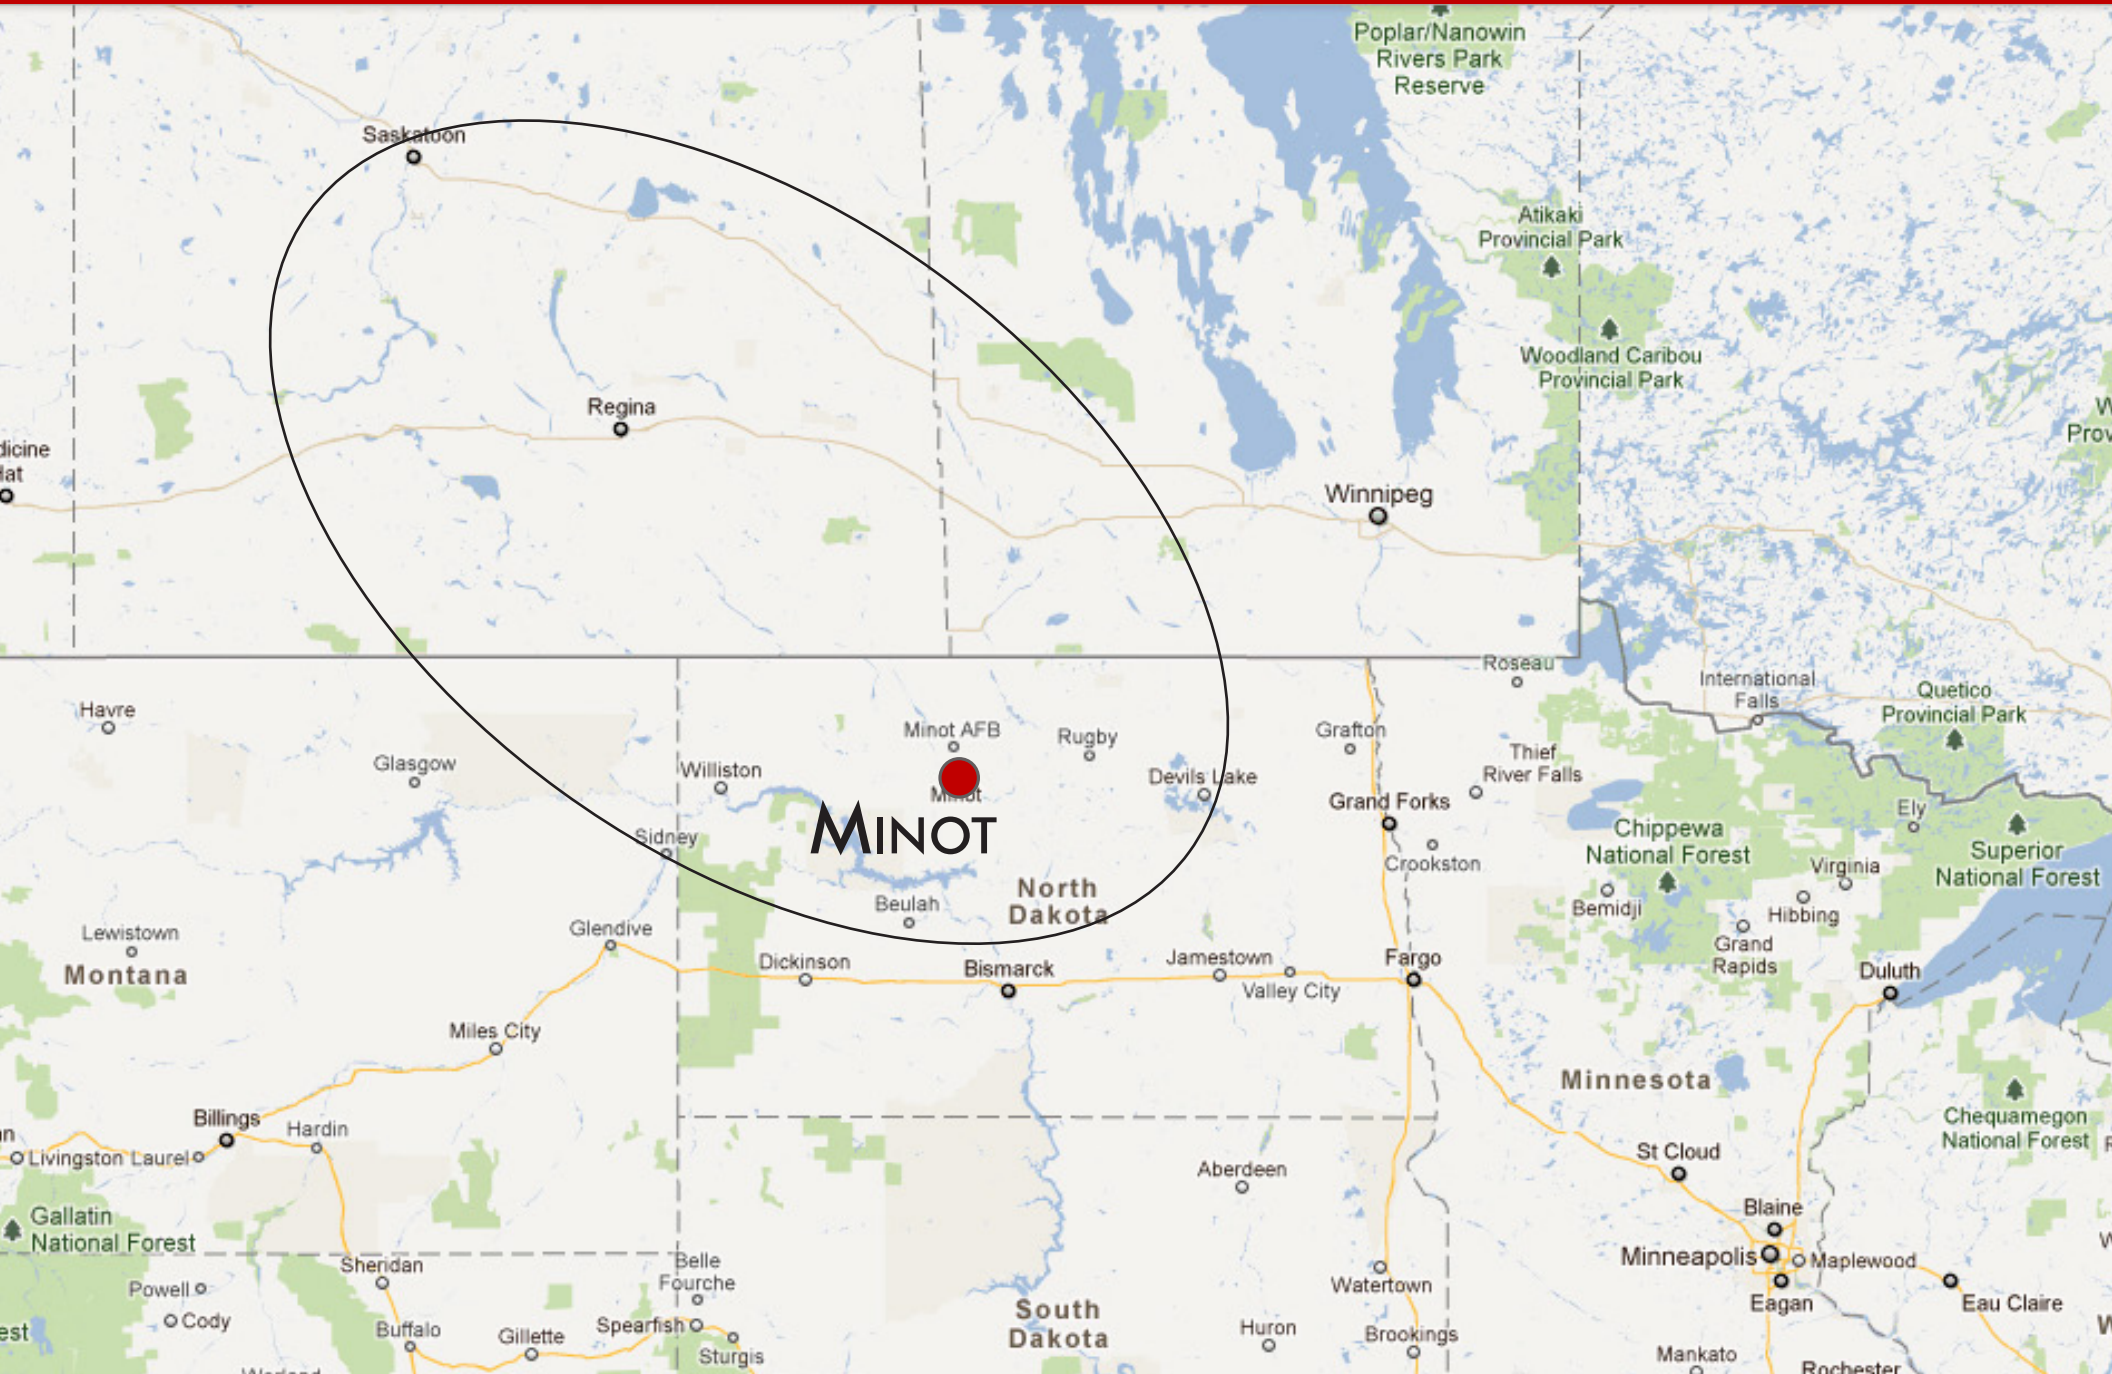 Poplar/Nanowin
Rivers Park
Reserve
Saskatoon
Atikaki
Provincial Park
Woodland Caribou
Provincial Park
Regina
dicine
Hat
Winnipeg
W
Prov
Roseau
International
Falls
Quetico
Provincial Park
Havre
Minot AFB
Rugby
Grafton
Thief
River Falls
Glasgow
Williston
Devils Lake
Minot
Grand Forks
Ely
Sidney
MINOT
Crookston
Chippewa
National Forest
Virginia
Superior
National Forest
North
Dakota
Beulah
Bemidji
Hibbing
Lewistown
Glendive
Grand
Rapids
Montana
Dickinson
Bismarck
Jamestown
Valley City
Fargo
Duluth
Miles City
Minnesota
Billings
Hardin
Chequamegon
National Forest
Livingston
Laurel
St Cloud
Aberdeen
Gallatin
National Forest
Blaine
Minneapolis
Maplewood
Sheridan
Belle
Fourche
Powell
Cody
Watertown
Eagan
Eau Claire
est
South
Dakota
Buffalo
Gillette
Spearfish
Sturgis
Huron
Brookings
Mankato
Rochester